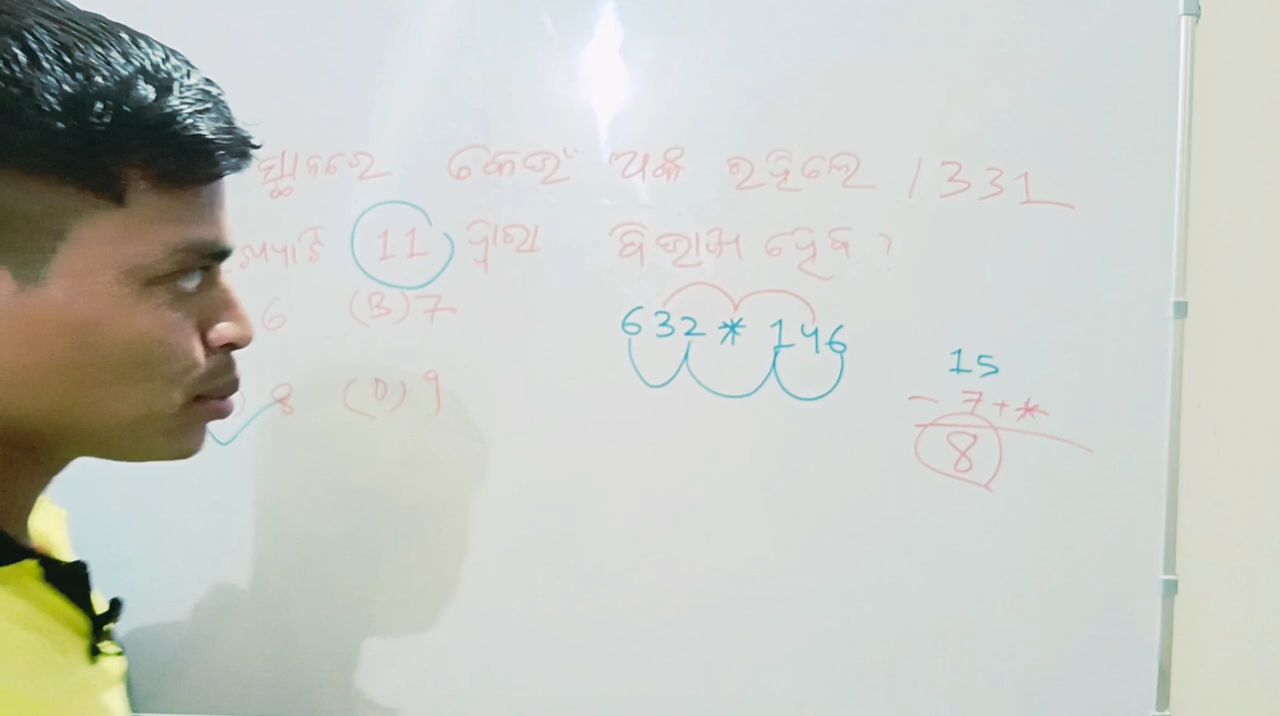 ସ୍ଥାନରେ କେଉଁ ଅଙ୍କ ରହିଲେ 1331
11 ଦ୍ୱାରା ବିଭାଜ୍ୟ ହେବ ?
6 (B) 7
8 (D) 9
632 * 146
15
- 7 + *
8